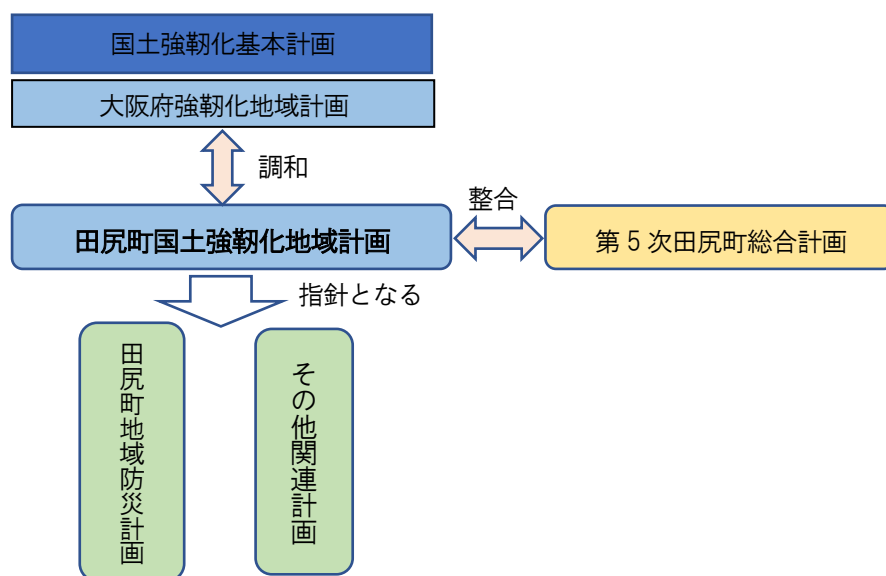 国土強靭化基本計画
大阪府強靭化地域計画
調和
整合
田尻町国土強靭化地域計画
第5次田尻町総合計画
指針となる
田尻町地域防災計画
その他関連計画